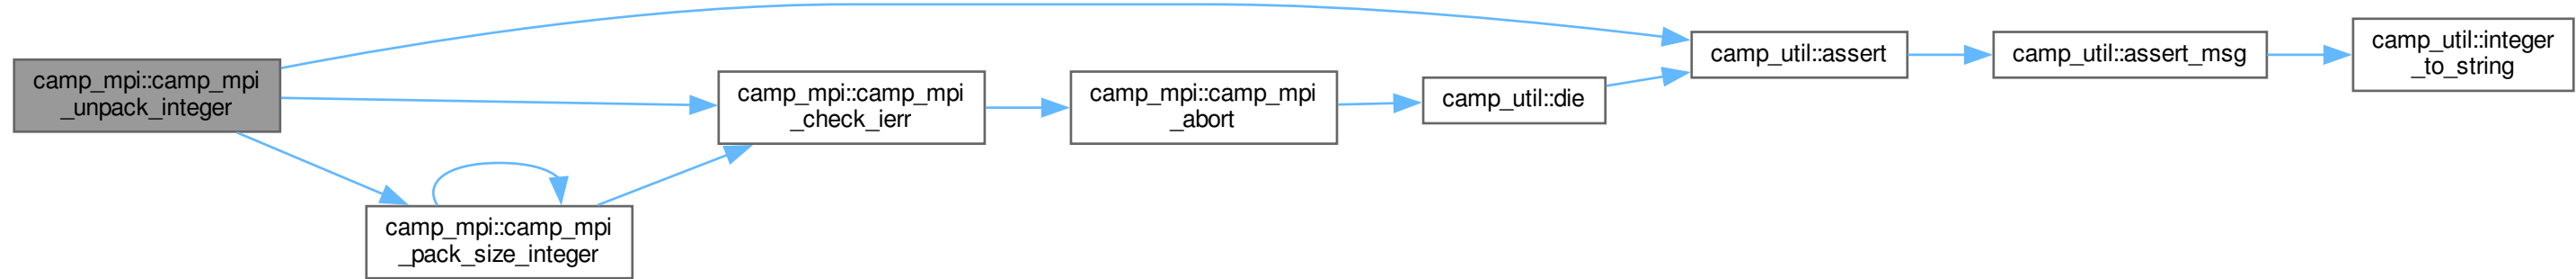 camp_mpi::camp_mpi
_unpack_integer
camp_mpi::camp_mpi
_check_ierr
camp_mpi::camp_mpi
_abort
camp_util::die
camp_util::assert
camp_util::assert_msg
camp_util::integer
_to_string
camp_mpi::camp_mpi
_pack_size_integer